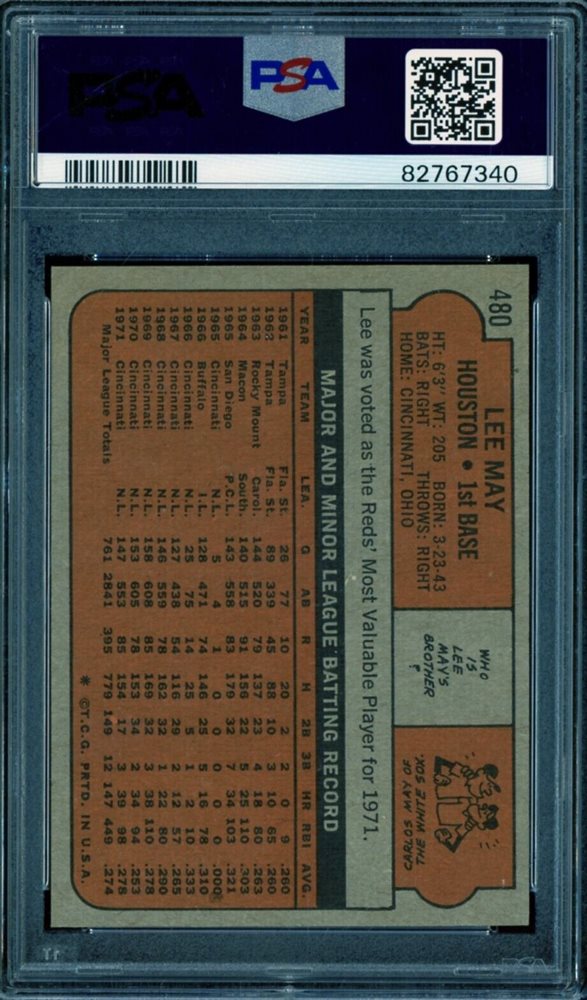 PSA
PSA
82767340
480
LEE MAY
HOUSTON • 1st BASE
HT: 6'3" WT: 205 BORN: 3-23-43
BATS: RIGHT THROWS: RIGHT
HOME: CINCINNATI, OHIO
WHO
IS
LEE
MAY'S
BROTHER
?
CARLOS MAY OF
THE WHITE SOX.
Lee was voted as the Reds' Most Valuable Player for 1971.
MAJOR AND MINOR LEAGUE BATTING RECORD
YEAR TEAM LEA. G AB R H 2B 3B HR RBI AVG.
1961 Tampa Fla. St. 26 77 10 20 2 2 0 9 .260
1962 Tampa Fla. St. 89 339 45 88 10 3 10 65 .260
1963 Rocky Mount Carol. 144 520 79 137 23 4 18 80 .263
1964 Macon South. 140 515 91 156 22 5 25 110 .303
1965 San Diego P.C.L. 143 558 83 179 32 7 34 103 .321
1965 Cincinnati N.L. 5 4 1 0 0 0 0 0 .000
1966 Buffalo I.L. 128 471 74 146 25 5 16 78 .310
1966 Cincinnati N.L. 25 75 14 25 5 1 2 10 .333
1967 Cincinnati N.L. 127 438 54 116 29 2 12 57 .265
1968 Cincinnati N.L. 146 559 78 162 32 1 22 80 .290
1969 Cincinnati N.L. 158 608 85 169 32 3 38 110 .278
1970 Cincinnati N.L. 153 605 78 153 34 2 34 94 .253
1971 Cincinnati N.L. 147 553 85 154 17 3 39 98 .278
Major League Totals 761 2841 395 779 149 12 147 449 .274
* ©T.C.G. PRTD. IN U.S.A.